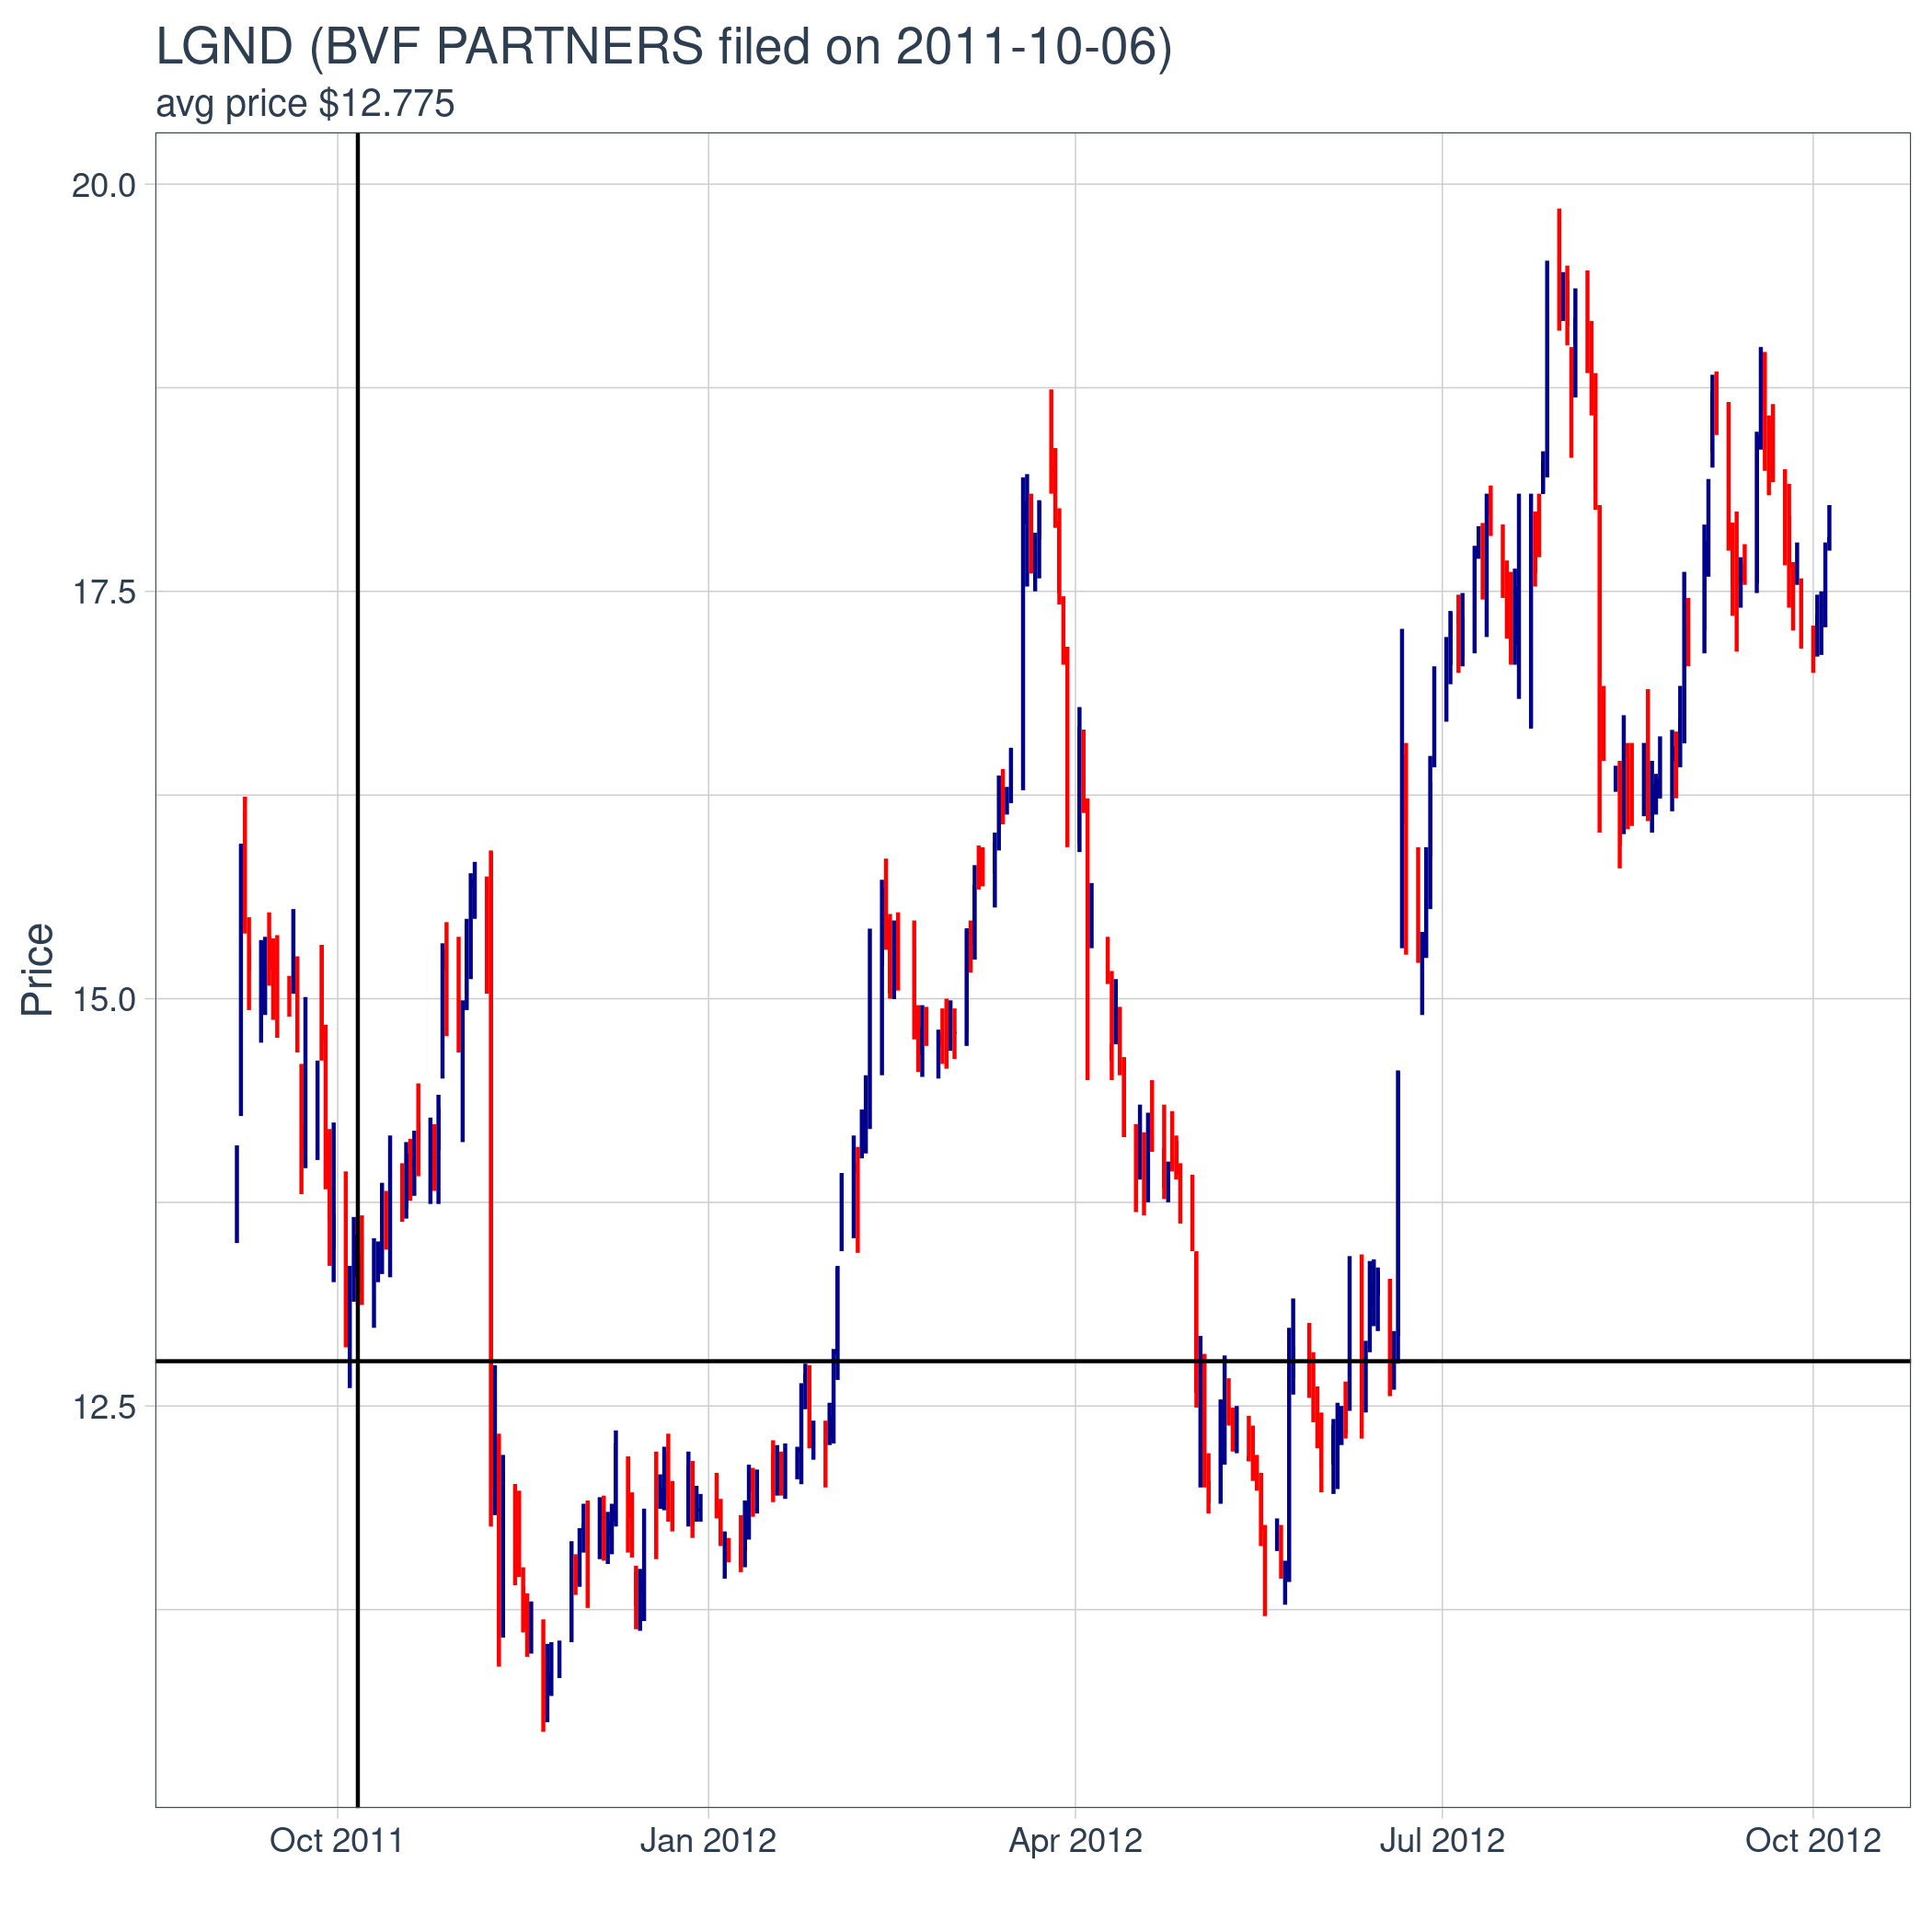 LGND (BVF PARTNERS filed on 2011-10-06)
avg price $12.775
20.0
17.5
15.0
12.5
Price
Oct 2011
Jan 2012
Apr 2012
Jul 2012
Oct 2012